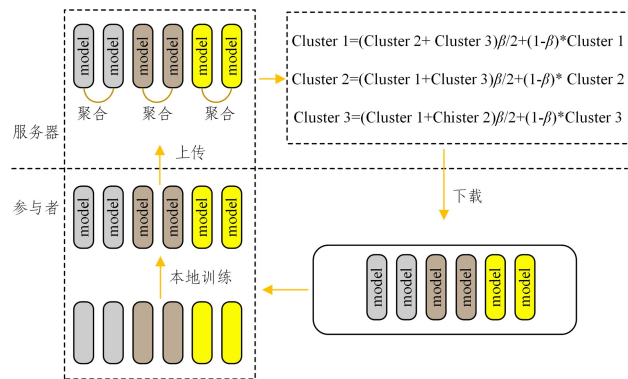 model model model model model model
聚合 聚合 聚合
服务器
Cluster 1=(Cluster 2+ Cluster 3)β/2+(1-β)*Cluster 1
Cluster 2=(Cluster 1+Cluster 3)β/2+(1-β)* Cluster 2
Cluster 3=(Cluster 1+Chister 2)β/2+(1-β)*Cluster 3
上传
下载
参与者
model model model model model model
本地训练
model model model model model model